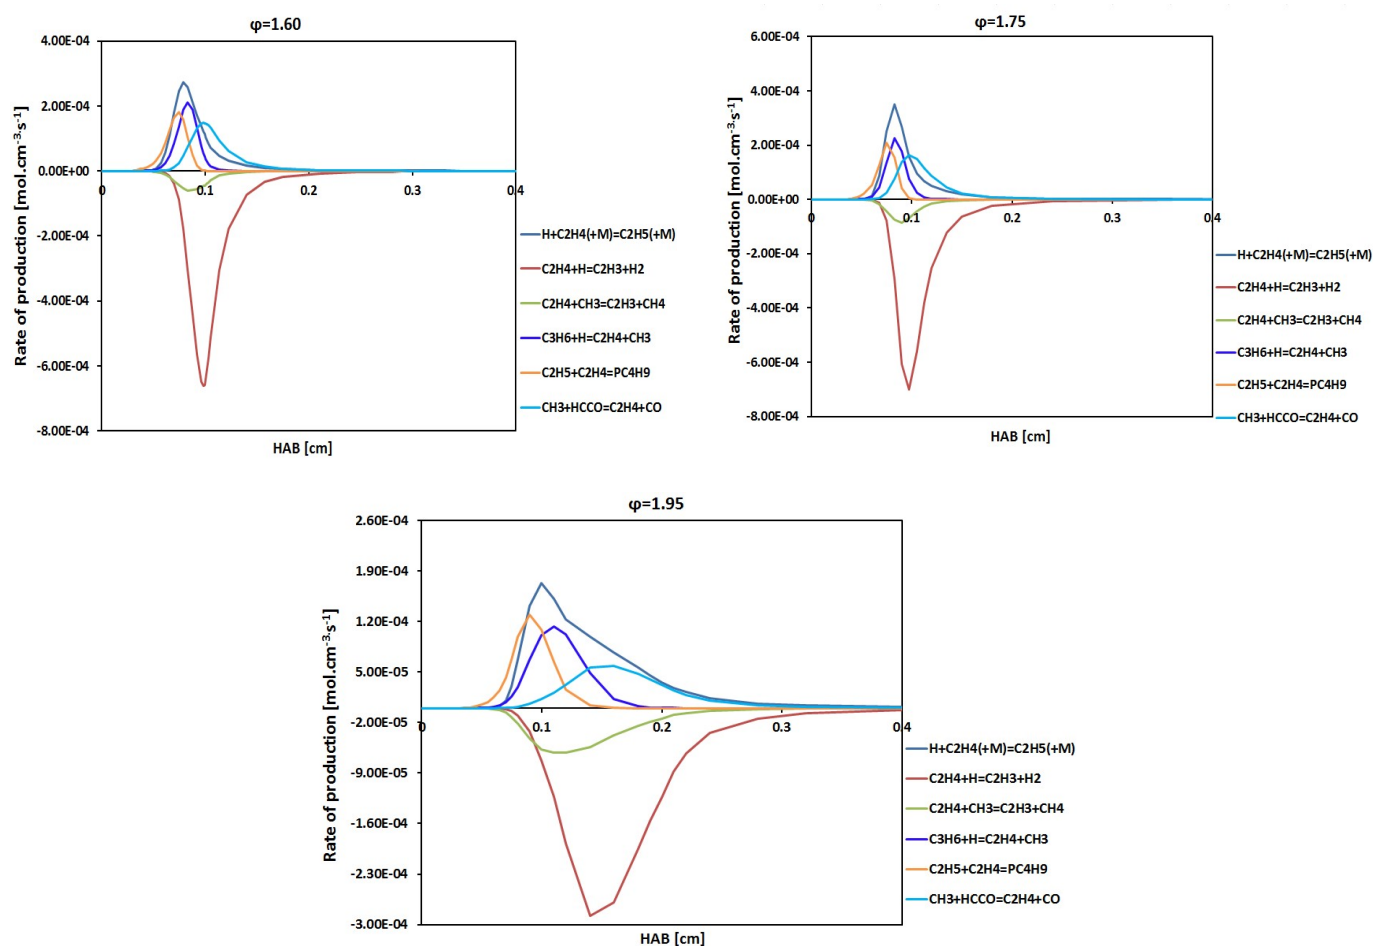 φ=1.60
4.00E-04
2.00E-04
0.00E+00
-2.00E-04
-4.00E-04
-6.00E-04
-8.00E-04
0
0.1
0.2
0.3
0.4
Rate of production [mol.cm-3·s-1]
HAB [cm]
H+C2H4(+M)=C2H5(+M)
C2H4+H=C2H3+H2
C2H4+CH3=C2H3+CH4
C3H6+H=C2H4+CH3
C2H5+C2H4=PC4H9
CH3+HCCO=C2H4+CO
φ=1.75
6.00E-04
4.00E-04
2.00E-04
0.00E+00
-2.00E-04
-4.00E-04
-6.00E-04
-8.00E-04
0
0.1
0.2
0.3
0.4
Rate of production [mol.cm-3·s-1]
HAB [cm]
H+C2H4(+M)=C2H5(+M)
C2H4+H=C2H3+H2
C2H4+CH3=C2H3+CH4
C3H6+H=C2H4+CH3
C2H5+C2H4=PC4H9
CH3+HCCO=C2H4+CO
φ=1.95
2.60E-04
1.90E-04
1.20E-04
5.00E-05
-2.00E-05
-9.00E-05
-1.60E-04
-2.30E-04
-3.00E-04
0
0.1
0.2
0.3
0.4
Rate of production [mol.cm-3·s-1]
HAB [cm]
H+C2H4(+M)=C2H5(+M)
C2H4+H=C2H3+H2
C2H4+CH3=C2H3+CH4
C3H6+H=C2H4+CH3
C2H5+C2H4=PC4H9
CH3+HCCO=C2H4+CO